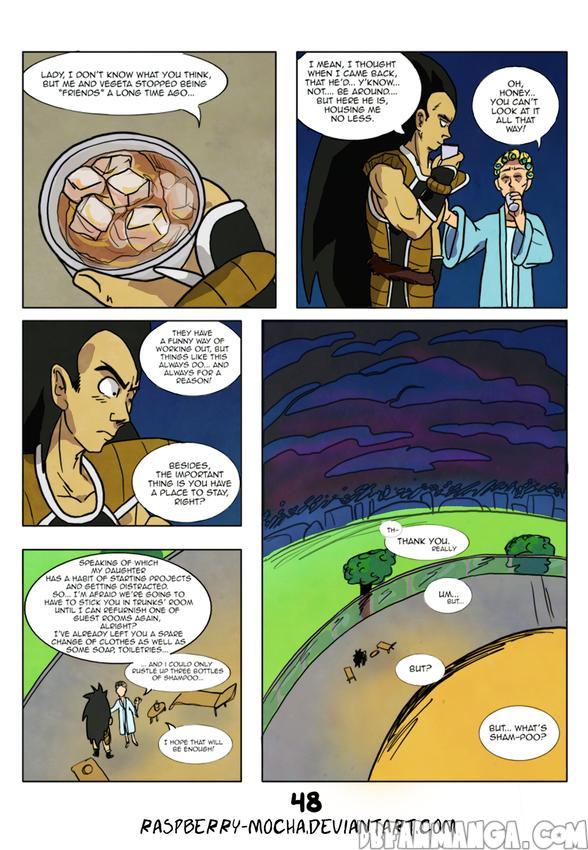 LADY, I DON'T KNOW WHAT YOU THINK,
BUT ME AND VEGETA STOPPED BEING
"FRIENDS" A LONG TIME AGO...
I MEAN, I THOUGHT
WHEN I CAME BACK,
THAT HE'D... Y'KNOW...
NOT.... BE AROUND....
BUT HERE HE IS,
HOUSING ME
NO LESS.
OH,
HONEY...
YOU CAN'T
LOOK AT IT
ALL THAT
WAY!
THEY HAVE
A FUNNY WAY OF
WORKING OUT, BUT
THINGS LIKE THIS
ALWAYS DO... AND
ALWAYS FOR A
REASON!
BESIDES,
THE IMPORTANT
THING IS YOU HAVE
A PLACE TO STAY,
RIGHT?
SPEAKING OF WHICH
MY DAUGHTER
HAS A HABIT OF STARTING PROJECTS
AND GETTING DISTRACTED.
SO... I'M AFRAID WE'RE GOING TO
HAVE TO STICK YOU IN TRUNKS' ROOM
UNTIL I CAN REFURNISH ONE OF
GUEST ROOMS AGAIN,
ALRIGHT?
I'VE ALREADY LEFT YOU A SPARE
CHANGE OF CLOTHES AS WELL AS
SOME SOAP, TOILETRIES...
... AND I COULD ONLY
RUSTLE UP THREE BOTTLES
OF SHAMPOO...
I HOPE THAT WILL
BE ENOUGH!
TH-
THANK YOU.
REALLY
UM...
BUT...
BUT?
BUT... WHAT'S
SHAM-POO?
48
RASPBERRY-MOCHA.DEVIANTART.COM
DBFANMANGA.COM